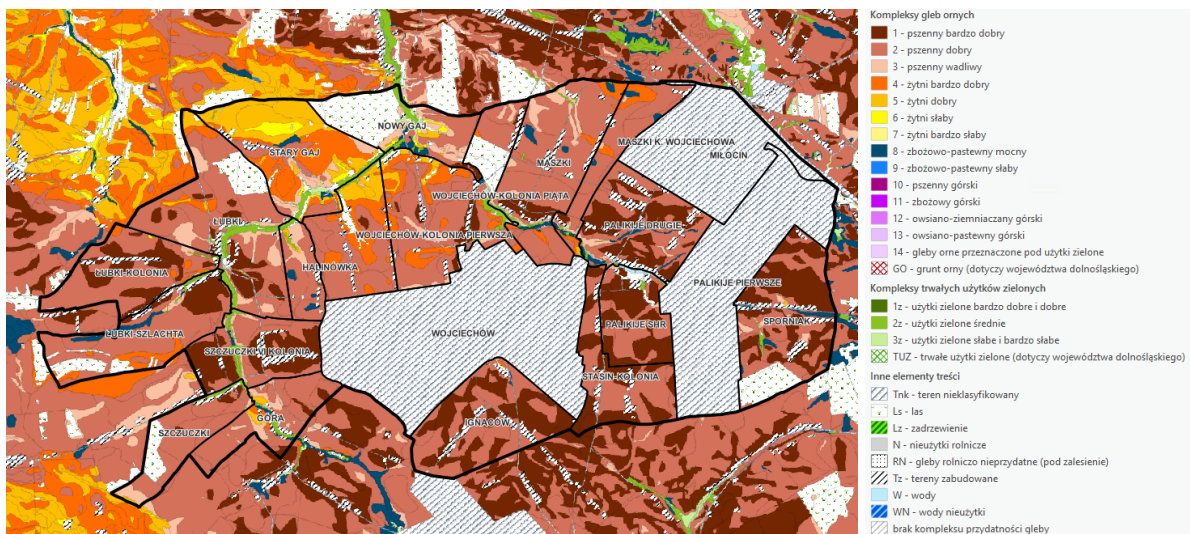 NOWY GAJ
STARY GAJ
MASZKI K. WOJCIECHOWA
MIŁOCIN
MASZKI
WOJCIECHÓW-KOLONIA PIĄTA
ŁUBKI
WOJCIECHÓW-KOLONIA PIERWSZA
PALIKIJE DRUGIE
ŁUBKI-KOLONIA
HALINÓWKA
PALIKIJE PIERWSZE
ŁUBKI-SZLACHTA
WOJCIECHÓW
PALIKIJE SHR
SPORNIAK
SZCZUCZKI VI KOLONIA
STASIN-KOLONIA
GÓRA
IGNACÓW
SZCZUCZKI
Kompleksy gleb ornych
1 - pszenny bardzo dobry
2 - pszenny dobry
3 - pszenny wadliwy
4 - żytni bardzo dobry
5 - żytni dobry
6 - żytni słaby
7 - żytni bardzo słaby
8 - zbożowo-pastewny mocny
9 - zbożowo-pastewny słaby
10 - pszenny górski
11 - zbożowy górski
12 - owsiano-ziemniaczany górski
13 - owsiano-pastewny górski
14 - gleby orne przeznaczone pod użytki zielone
GO - grunt orny (dotyczy województwa dolnośląskiego)
Kompleksy trwałych użytków zielonych
1z - użytki zielone bardzo dobre i dobre
2z - użytki zielone średnie
3z - użytki zielone słabe i bardzo słabe
TUZ - trwałe użytki zielone (dotyczy województwa dolnośląskiego)
Inne elementy treści
Tnk - teren nieklasyfikowany
Ls - las
Lz - zadrzewienie
N - nieużytki rolnicze
RN - gleby rolniczo nieprzydatne (pod zalesienie)
Tz - tereny zabudowane
W - wody
WN - wody nieużytki
brak kompleksu przydatności gleby